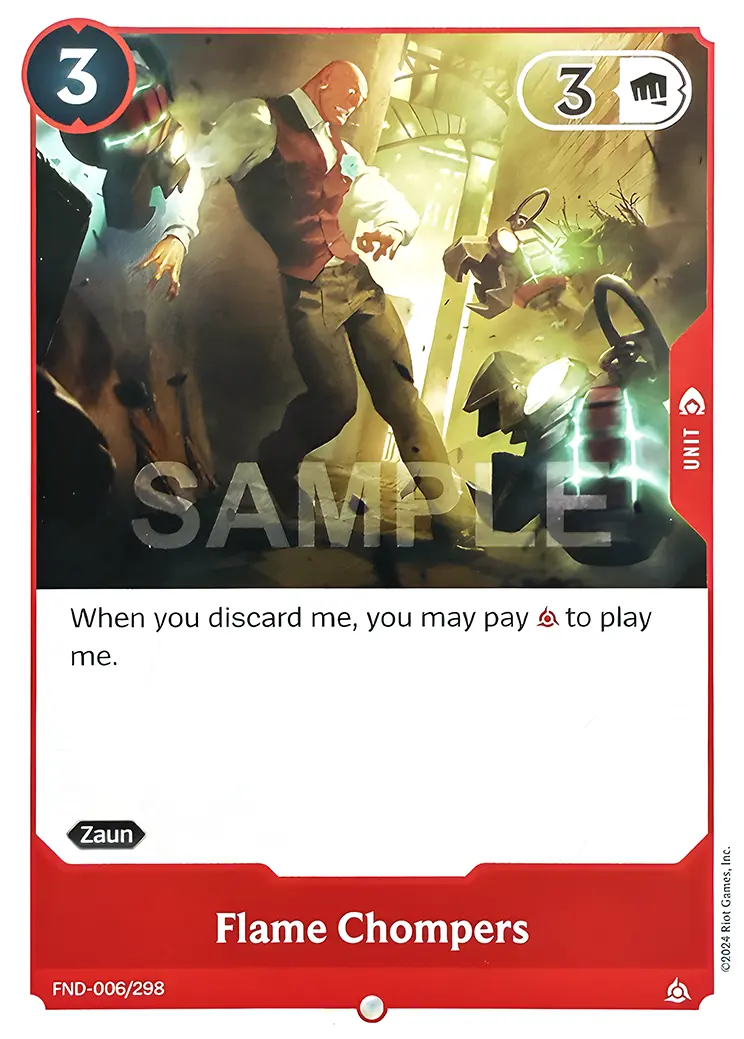 3
3
UNIT
SAMPLE
When you discard me, you may pay to play
me.
Zaun
Flame Chompers
FND-006/298
©2024 Riot Games, Inc.